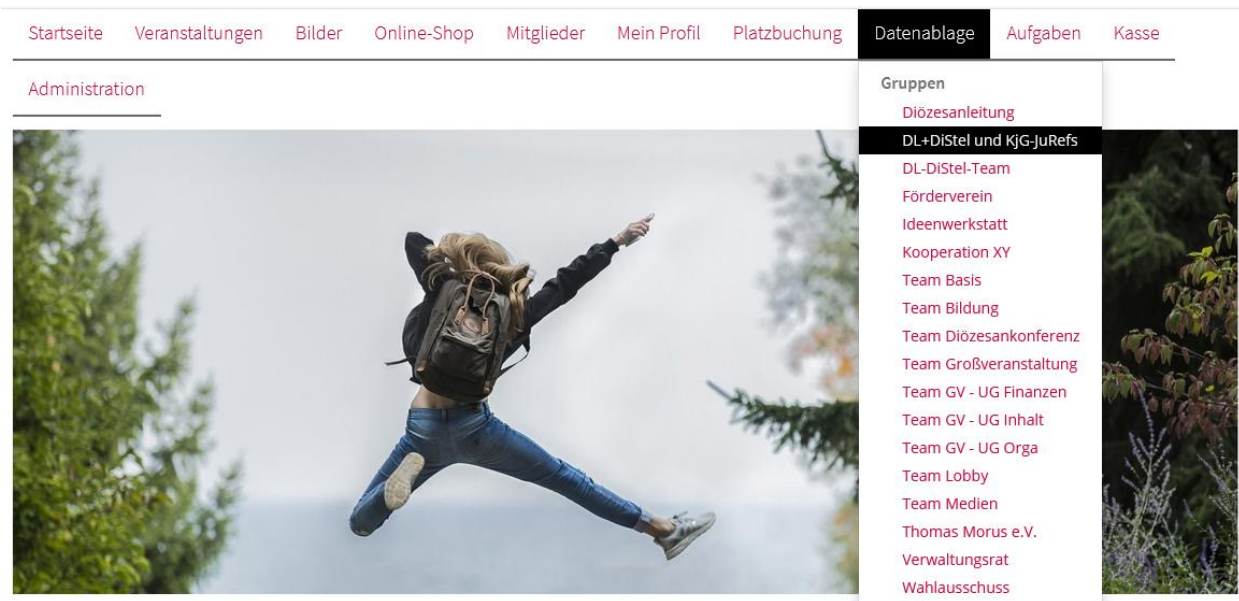 Startseite Veranstaltungen Bilder Online-Shop Mitglieder Mein Profil Platzbuchung Datenablage Aufgaben Kasse
Administration
Gruppen
Diözesanleitung
DL+DiStel und KjG-JuRefs
DL-DiStel-Team
Förderverein
Ideenwerkstatt
Kooperation XY
Team Basis
Team Bildung
Team Diözesankonferenz
Team Großveranstaltung
Team GV - UG Finanzen
Team GV - UG Inhalt
Team GV - UG Orga
Team Lobby
Team Medien
Thomas Morus e.V.
Verwaltungsrat
Wahlausschuss